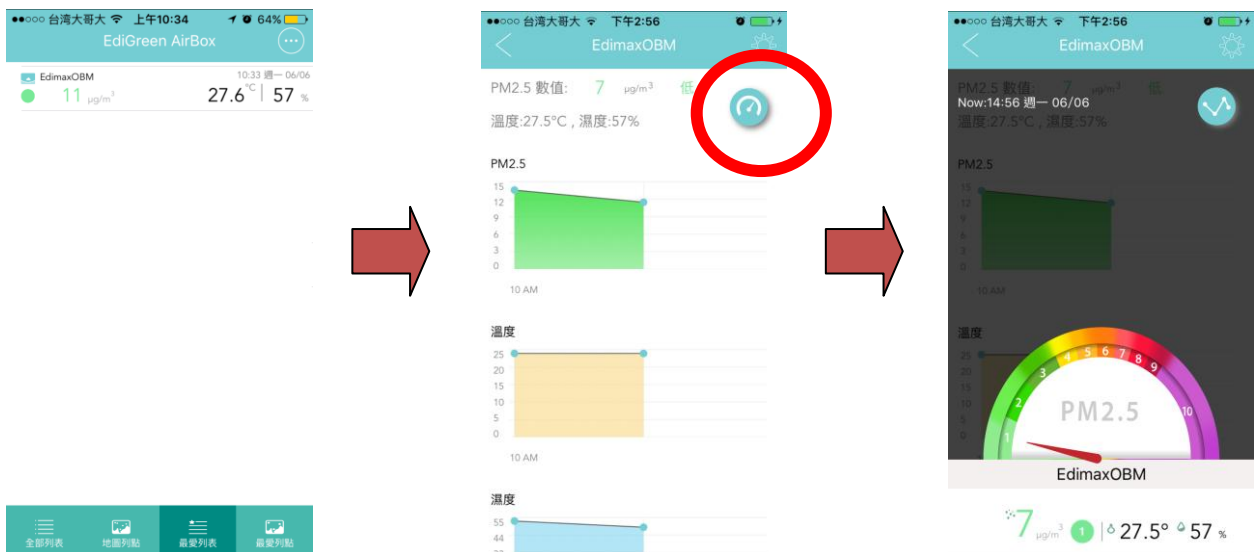 台湾大哥大 上午10:34 64%
EdiGreen AirBox
EdimaxOBM 10:33 週一 06/06
11 μg/m³ 27.6 °C | 57 %
全部列表 地圖列點 最愛列表 最愛列點
台湾大哥大 下午2:56
EdimaxOBM
PM2.5 數值: 7 μg/m³ 低
溫度:27.5°C , 濕度:57%
PM2.5
15
12
9
6
3
0
10 AM
溫度
25
20
15
10
5
0
10 AM
濕度
55
44
台湾大哥大 下午2:56
EdimaxOBM
PM2.5 數值: 7 μg/m³ 低
Now:14:56 週一 06/06
溫度:27.5°C , 濕度:57%
PM2.5
15
12
9
6
3
0
10 AM
溫度
25
20
15
10
5
0
1 2 3 4 5 6 7 8 9 10
PM2.5
EdimaxOBM
7 μg/m³ 1 | 27.5° 57 %